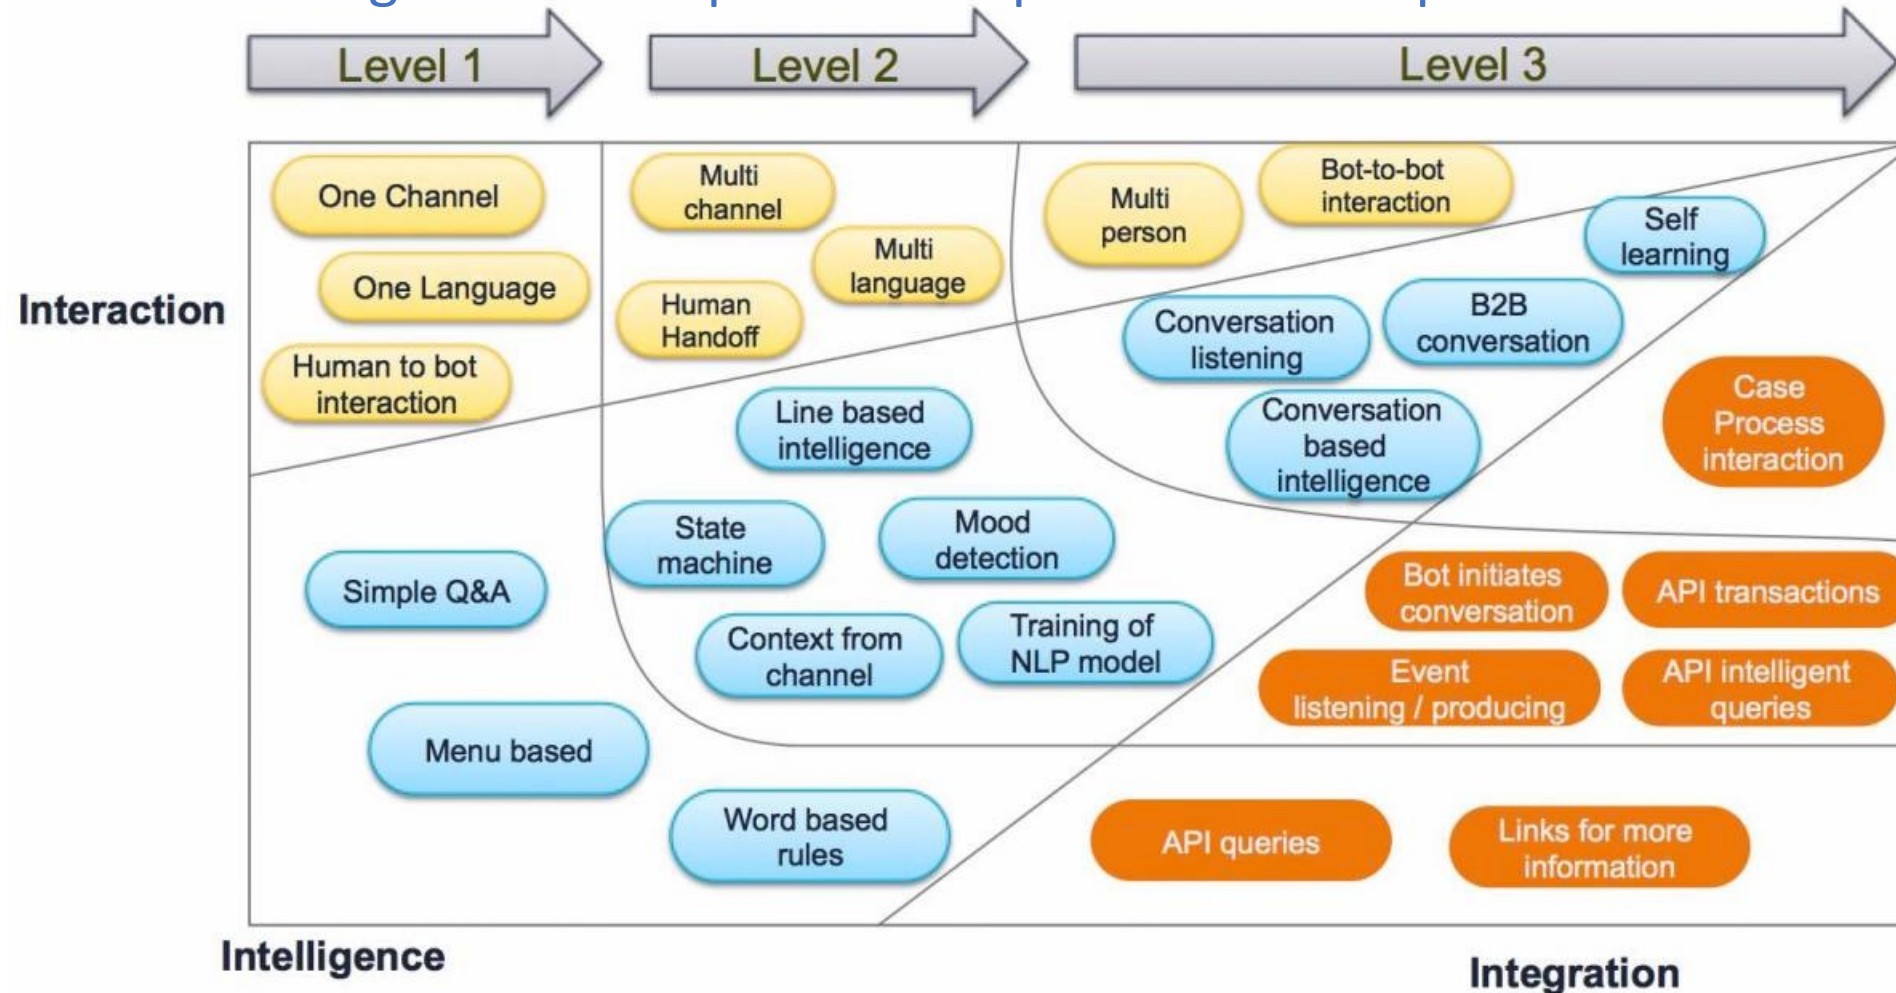 Level 1
Level 2
Level 3
Interaction
One Channel
One Language
Human to bot
interaction
Multi
channel
Multi
language
Human
Handoff
Multi
person
Bot-to-bot
interaction
Self
learning
Conversation
listening
B2B
conversation
Conversation
based
intelligence
Case
Process
interaction
Line based
intelligence
State
machine
Mood
detection
Context from
channel
Training of
NLP model
Simple Q&A
Menu based
Word based
rules
Bot initiates
conversation
API transactions
Event
listening / producing
API intelligent
queries
API queries
Links for more
information
Intelligence
Integration